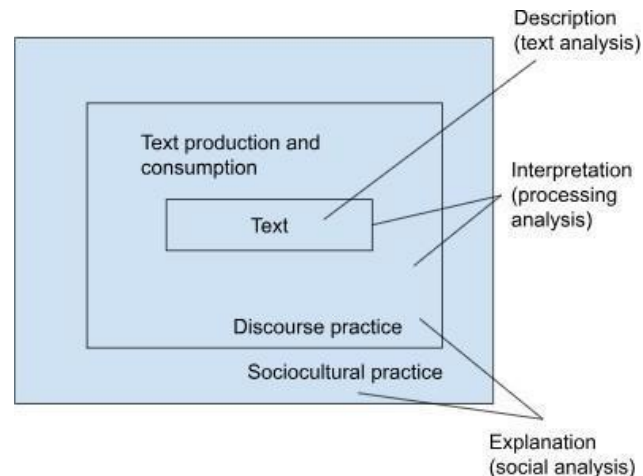 Description
(text analysis)
Text production and
consumption
Interpretation
(processing
analysis)
Text
Discourse practice
Sociocultural practice
Explanation
(social analysis)